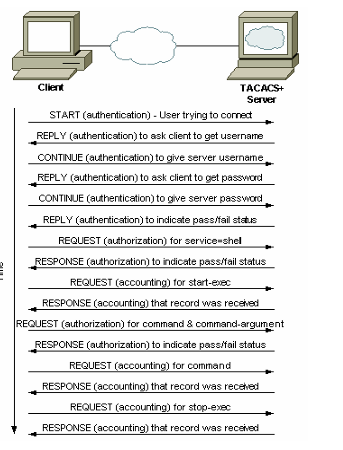 Client
TACACS+
Server
START (authentication) - User trying to connect
REPLY (authentication) to ask client to get username
CONTINUE (authentication) to give server username
REPLY (authentication) to ask client to get password
CONTINUE (authentication) to give server password
REPLY (authentication) to indicate pass/fail status
REQUEST (authorization) for service=shell
RESPONSE (authorization) to indicate pass/fail status
REQUEST (accounting) for start-exec
RESPONSE (accounting) that record was received
REQUEST (authorization) for command & command-argument
RESPONSE (authorization) to indicate pass/fail status
REQUEST (accounting) for command
RESPONSE (accounting) that record was received
REQUEST (accounting) for stop-exec
RESPONSE (accounting) that record was received